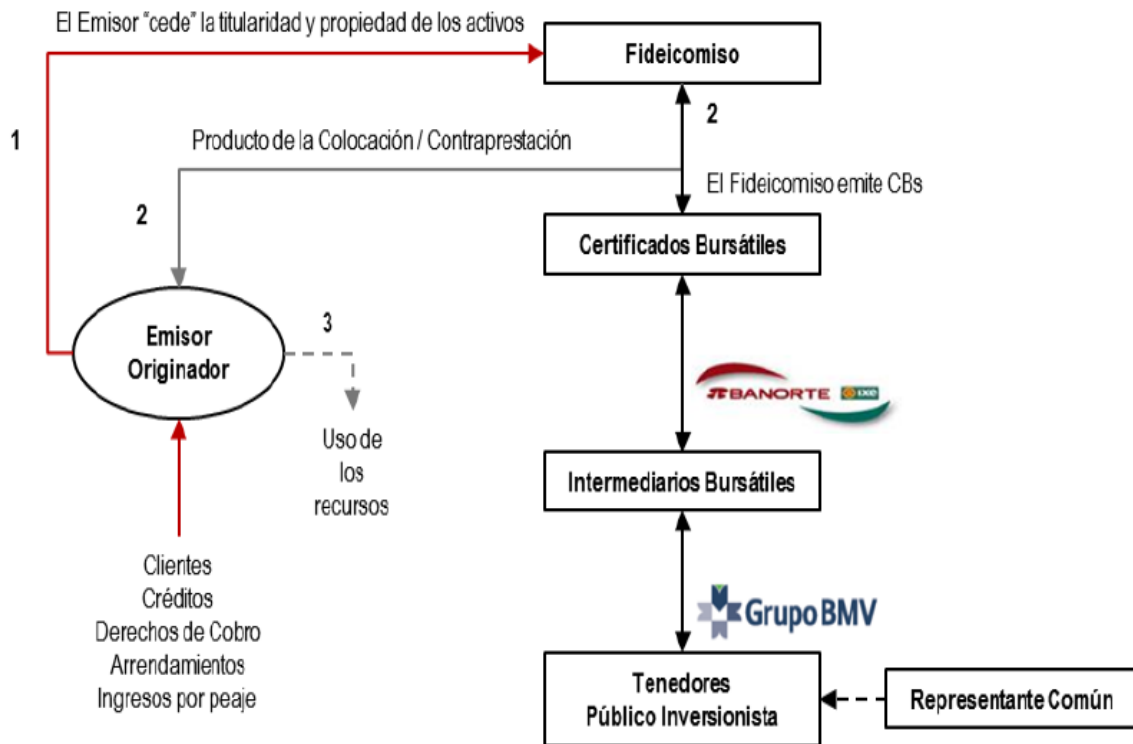 El Emisor “cede” la titularidad y propiedad de los activos
Fideicomiso
1
2
Producto de la Colocación / Contraprestación
El Fideicomiso emite CBs
2
Certificados Bursátiles
Emisor
Originador
3
BANORTE ixe
Uso de
los
recursos
Intermediarios Bursátiles
Clientes
Créditos
Derechos de Cobro
Arrendamientos
Ingresos por peaje
Grupo BMV
Tenedores
Público Inversionista
Representante Común